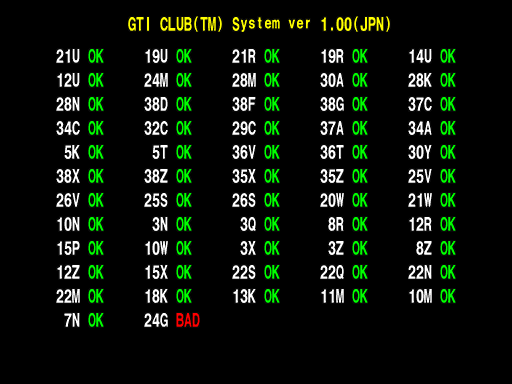 GTI CLUB(TM) System ver 1.00(JPN)
21U OK 19U OK 21R OK 19R OK 14U OK
12U OK 24M OK 28M OK 30A OK 28K OK
28N OK 38D OK 38F OK 38G OK 37C OK
34C OK 32C OK 29C OK 37A OK 34A OK
5K OK 5T OK 36V OK 36T OK 30Y OK
38X OK 38Z OK 35X OK 35Z OK 25V OK
26V OK 25S OK 26S OK 20W OK 21W OK
10N OK 3N OK 3Q OK 8R OK 12R OK
15P OK 10W OK 3X OK 3Z OK 8Z OK
12Z OK 15X OK 22S OK 22Q OK 22N OK
22M OK 18K OK 13K OK 11M OK 10M OK
7N OK 24G BAD